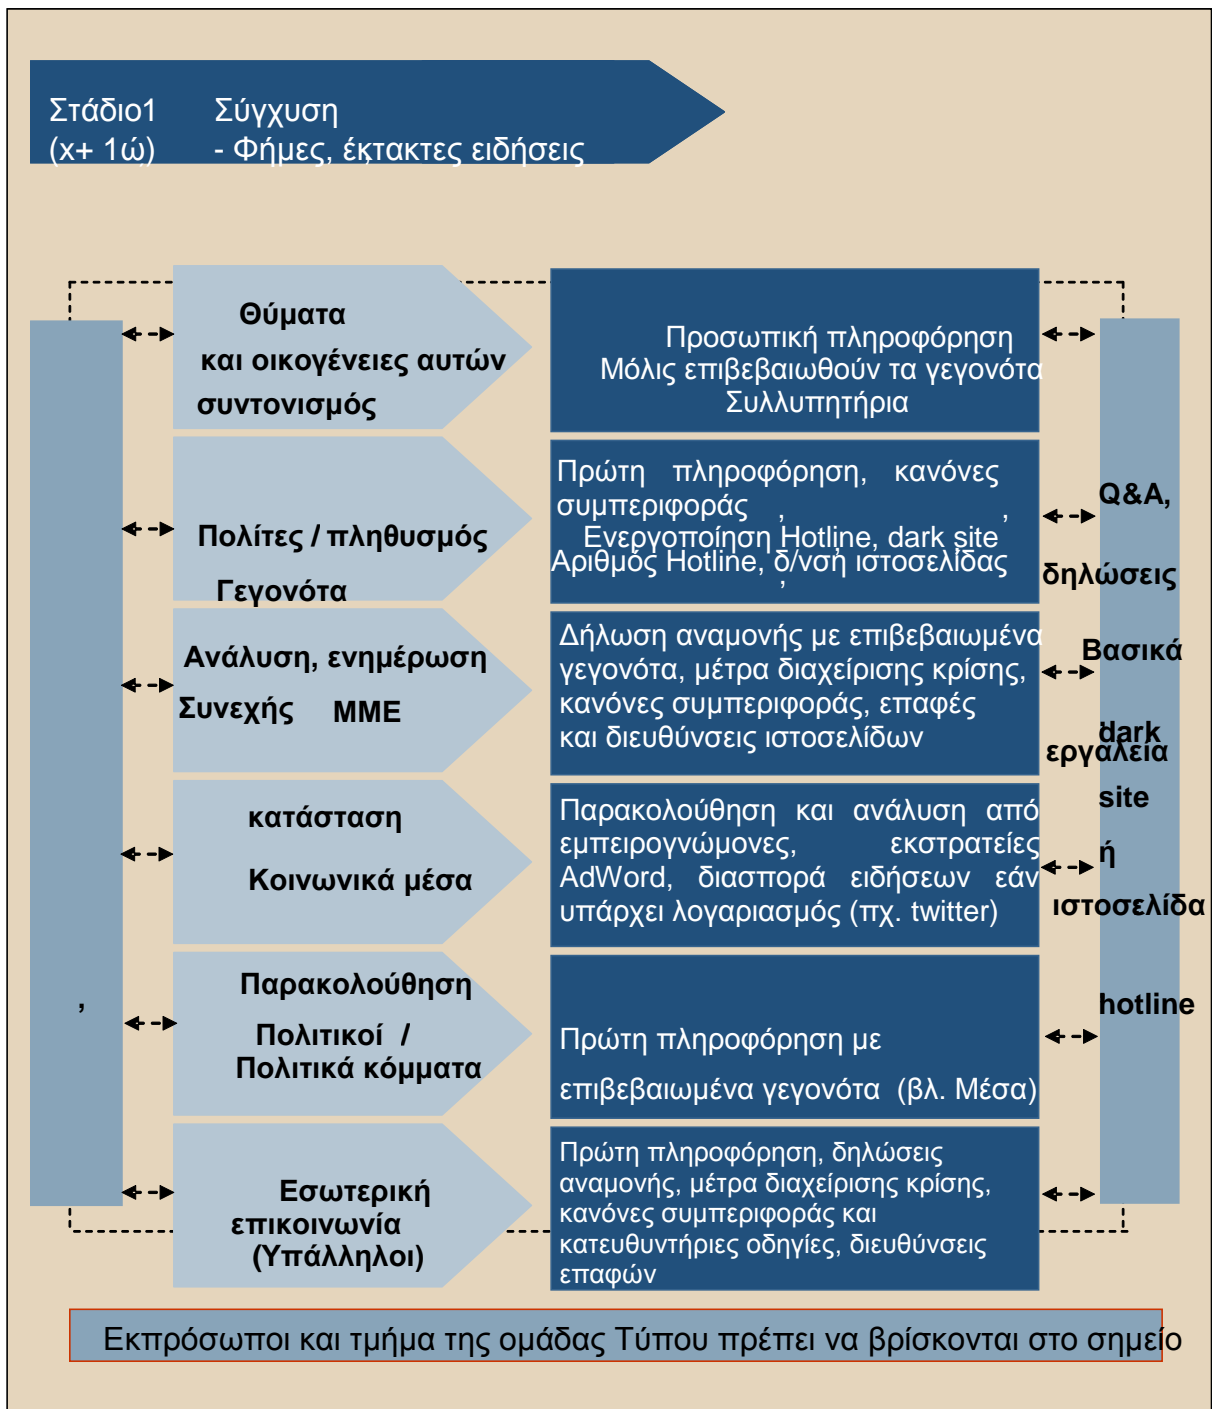 Στάδιο1 Σύγχυση
(x+ 1ώ) - Φήμες, έκτακτες ειδήσεις
Θύματα
και οικογένειες αυτών
συντονισμός
Προσωπική πληροφόρηση
Μόλις επιβεβαιωθούν τα γεγονότα
Συλλυπητήρια
Πολίτες / πληθυσμός
Γεγονότα
Πρώτη πληροφόρηση, κανόνες
συμπεριφοράς , ,
Ενεργοποίηση Hotline, dark site
Αριθμός Hotline, δ/νση ιστοσελίδας
,
Ανάλυση, ενημέρωση
Συνεχής ΜΜΕ
Δήλωση αναμονής με επιβεβαιωμένα
γεγονότα, μέτρα διαχείρισης κρίσης,
κανόνες συμπεριφοράς, επαφές
και διευθύνσεις ιστοσελίδων
κατάσταση
Κοινωνικά μέσα
Παρακολούθηση και ανάλυση από
εμπειρογνώμονες, εκστρατείες
AdWord, διασπορά ειδήσεων εάν
υπάρχει λογαριασμός (πχ. twitter)
Παρακολούθηση
Πολιτικοί /
Πολιτικά κόμματα
,
Πρώτη πληροφόρηση με
επιβεβαιωμένα γεγονότα (βλ. Μέσα)
Εσωτερική
επικοινωνία
(Υπάλληλοι)
Πρώτη πληροφόρηση, δηλώσεις
αναμονής, μέτρα διαχείρισης κρίσης,
κανόνες συμπεριφοράς και
κατευθυντήριες οδηγίες, διευθύνσεις
επαφών
Q&A,
δηλώσεις
Βασικά
dark
εργαλεία
site
ή
ιστοσελίδα
hotline
Εκπρόσωποι και τμήμα της ομάδας Τύπου πρέπει να βρίσκονται στο σημείο